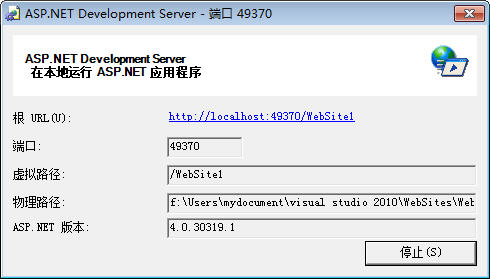 ASP.NET Development Server - 端口 49370
ASP.NET Development Server
在本地运行 ASP.NET 应用程序
根 URL(U): http://localhost:49370/WebSite1
端口: 49370
虚拟路径: /WebSite1
物理路径: f:\Users\mydocument\visual studio 2010\WebSites\Web
ASP.NET 版本: 4.0.30319.1
停止(S)